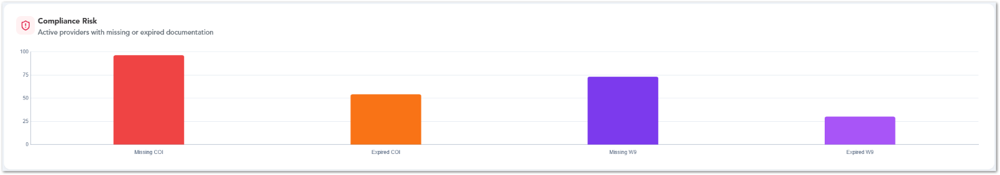 Compliance Risk
Active providers with missing or expired documentation
100
75
50
25
0
Missing COI
Expired COI
Missing W9
Expired W9